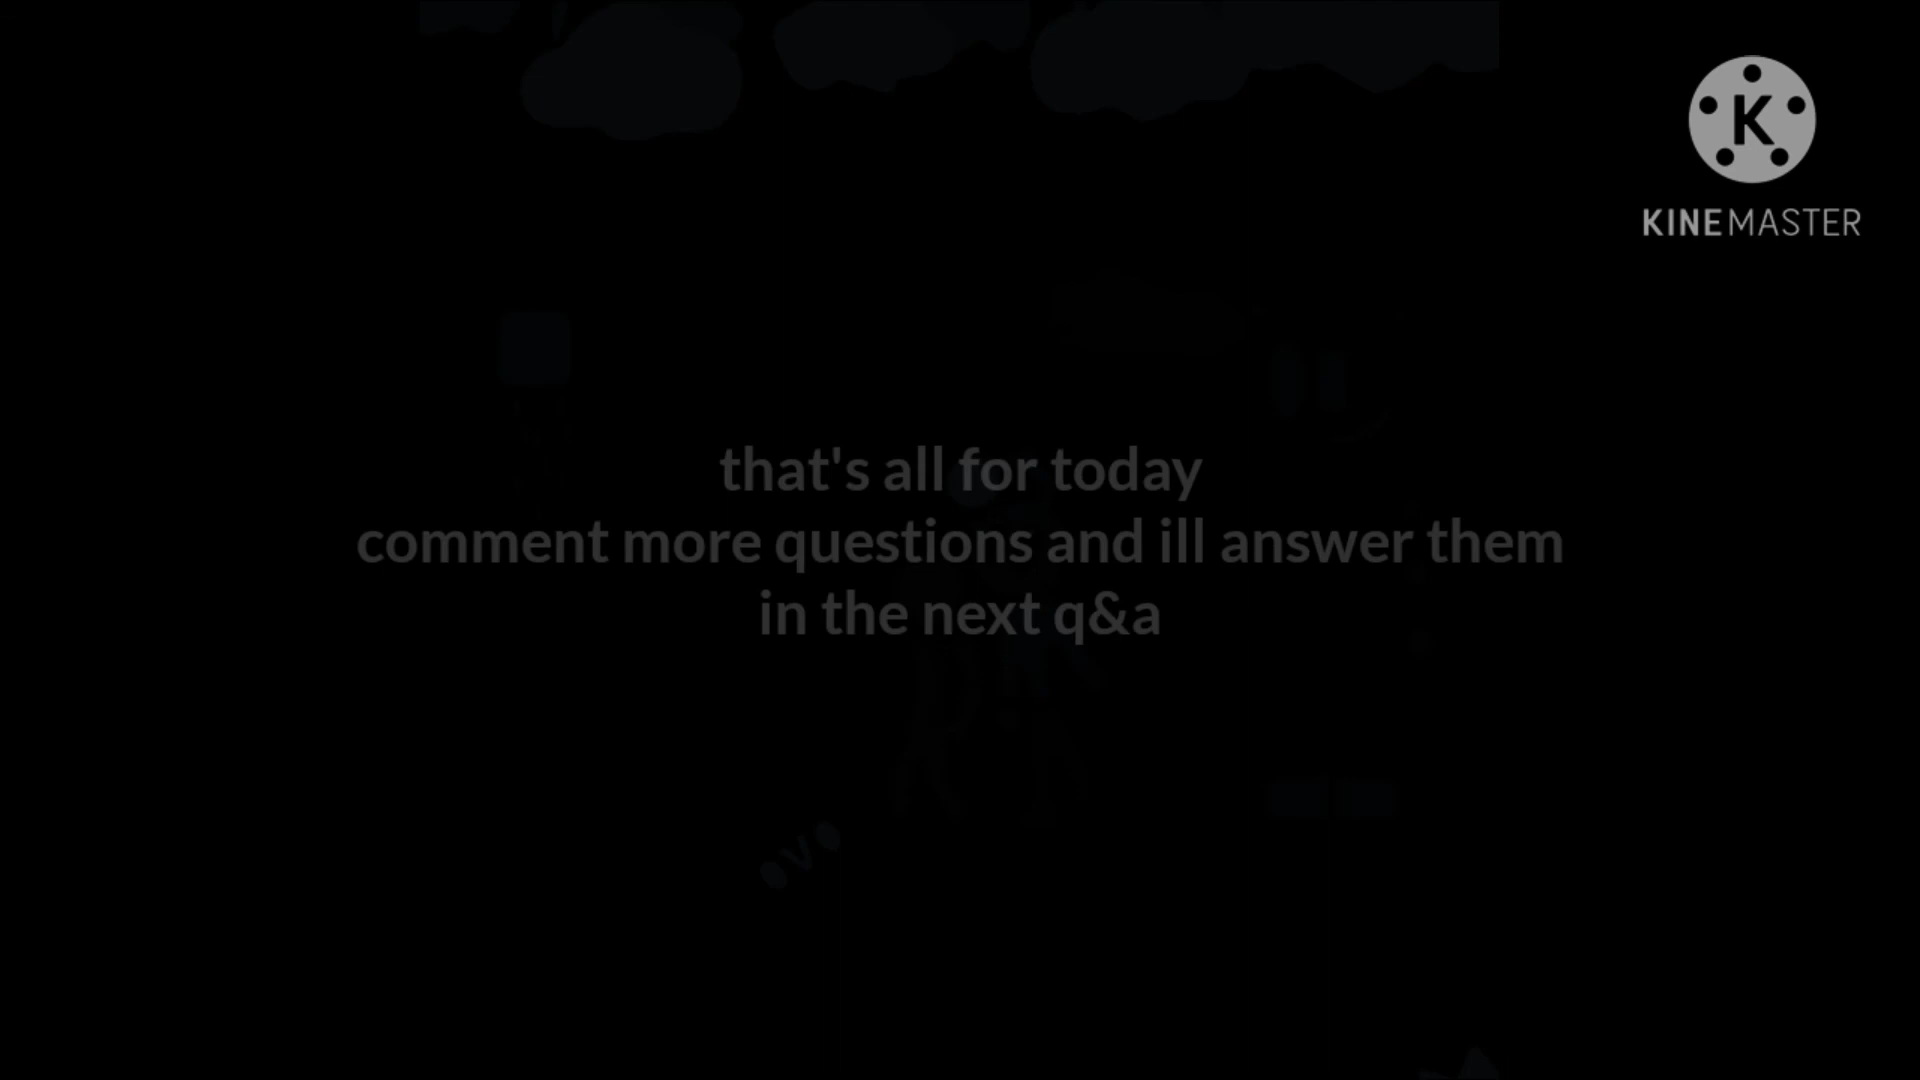 K
KINEMASTER
that's all for today
comment more questions and ill answer them
in the next q&a